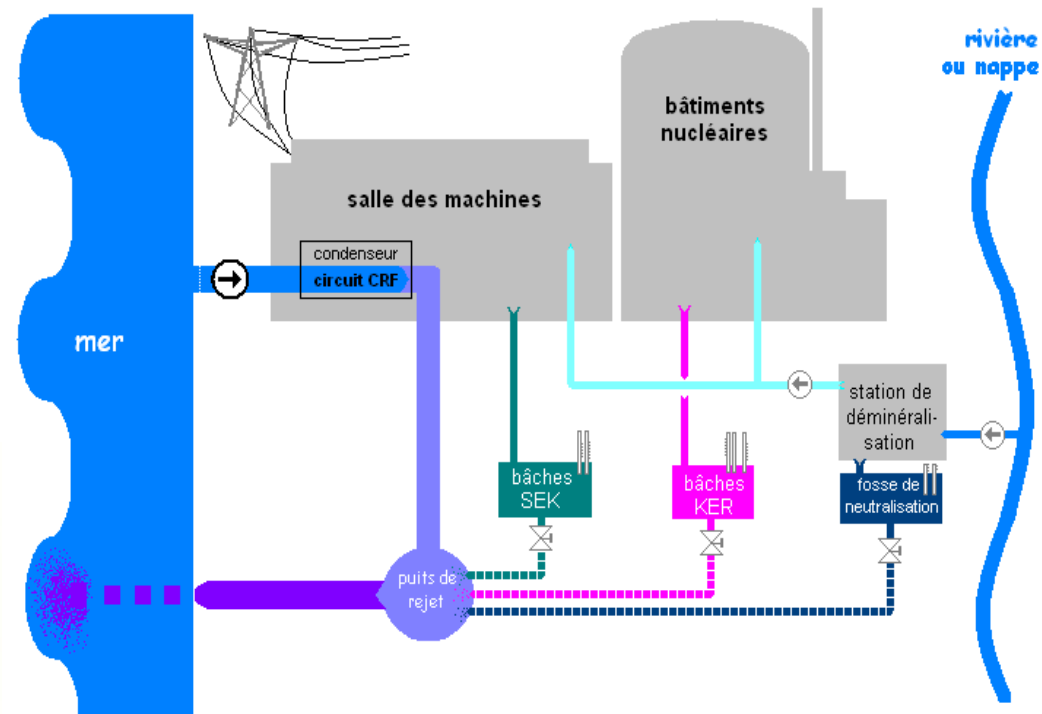 rivière
ou nappe
bâtiments
nucléaires
salle des machines
condenseur
circuit CRF
mer
station de
déminérali-
sation
bâches
SEK
bâches
KER
fosse de
neutralisation
puits de
rejet